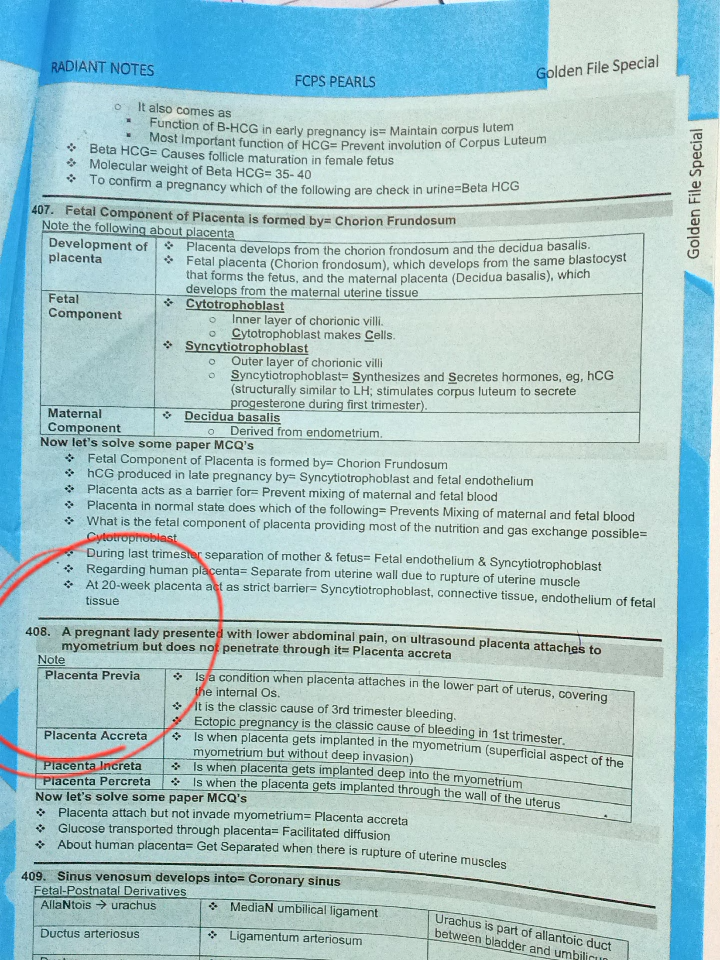 RADIANT NOTES
FCPS PEARLS
Golden File Special
Golden File Special
o It also comes as
▪ Function of B-HCG in early pregnancy is= Maintain corpus lutem
▪ Most Important function of HCG= Prevent involution of Corpus Luteum
❖ Beta HCG= Causes follicle maturation in female fetus
❖ Molecular weight of Beta HCG= 35- 40
❖ To confirm a pregnancy which of the following are check in urine=Beta HCG
407. Fetal Component of Placenta is formed by= Chorion Frundosum
Note the following about placenta
Development of placenta
❖ Placenta develops from the chorion frondosum and the decidua basalis.
❖ Fetal placenta (Chorion frondosum), which develops from the same blastocyst
that forms the fetus, and the maternal placenta (Decidua basalis), which
develops from the maternal uterine tissue
Fetal
Component
❖ Cytotrophoblast
o Inner layer of chorionic villi.
o Cytotrophoblast makes Cells.
❖ Syncytiotrophoblast
o Outer layer of chorionic villi
o Syncytiotrophoblast= Synthesizes and Secretes hormones, eg, hCG
(structurally similar to LH; stimulates corpus luteum to secrete
progesterone during first trimester).
Maternal
Component
❖ Decidua basalis
o Derived from endometrium.
Now let's solve some paper MCQ's
❖ Fetal Component of Placenta is formed by= Chorion Frundosum
❖ hCG produced in late pregnancy by= Syncytiotrophoblast and fetal endothelium
❖ Placenta acts as a barrier for= Prevent mixing of maternal and fetal blood
❖ Placenta in normal state does which of the following= Prevents Mixing of maternal and fetal blood
❖ What is the fetal component of placenta providing most of the nutrition and gas exchange possible=
Cytotrophoblast
❖ During last trimester separation of mother & fetus= Fetal endothelium & Syncytiotrophoblast
❖ Regarding human placenta= Separate from uterine wall due to rupture of uterine muscle
❖ At 20-week placenta act as strict barrier= Syncytiotrophoblast, connective tissue, endothelium of fetal
tissue
408. A pregnant lady presented with lower abdominal pain, on ultrasound placenta attaches to
myometrium but does not penetrate through it= Placenta accreta
Note
Placenta Previa
❖ Is a condition when placenta attaches in the lower part of uterus, covering
the internal Os.
❖ It is the classic cause of 3rd trimester bleeding.
❖ Ectopic pregnancy is the classic cause of bleeding in 1st trimester.
Placenta Accreta
❖ Is when placenta gets implanted in the myometrium (superficial aspect of the
myometrium but without deep invasion)
Placenta Increta
❖ Is when placenta gets implanted deep into the myometrium
Placenta Percreta
❖ Is when the placenta gets implanted through the wall of the uterus
Now let's solve some paper MCQ's
❖ Placenta attach but not invade myometrium= Placenta accreta
❖ Glucose transported through placenta= Facilitated diffusion
❖ About human placenta= Get Separated when there is rupture of uterine muscles
409. Sinus venosum develops into= Coronary sinus
Fetal-Postnatal Derivatives
AllaNtois → urachus
❖ MediaN umbilical ligament
Urachus is part of allantoic duct
between bladder and umbilicus
Ductus arteriosus
❖ Ligamentum arteriosum